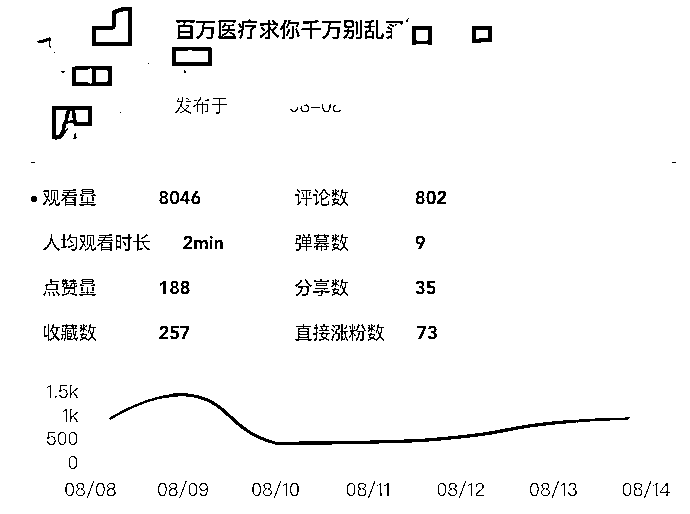 百万医疗求你千万别乱买
发布于 08-08
观看量 8046 评论数 802
人均观看时长 2min 弹幕数 9
点赞量 188 分享数 35
收藏数 257 直接涨粉数 73
1.5k
1k
500
0
08/08 08/09 08/10 08/11 08/12 08/13 08/14